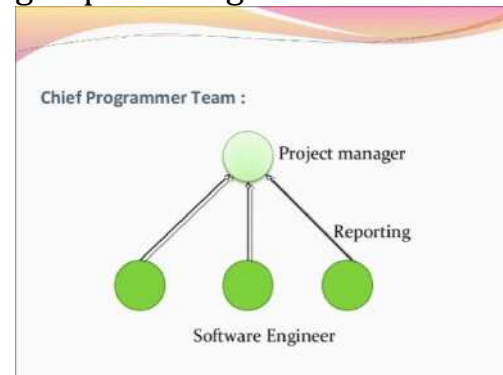 Chief Programmer Team :
Project manager
Reporting
Software Engineer